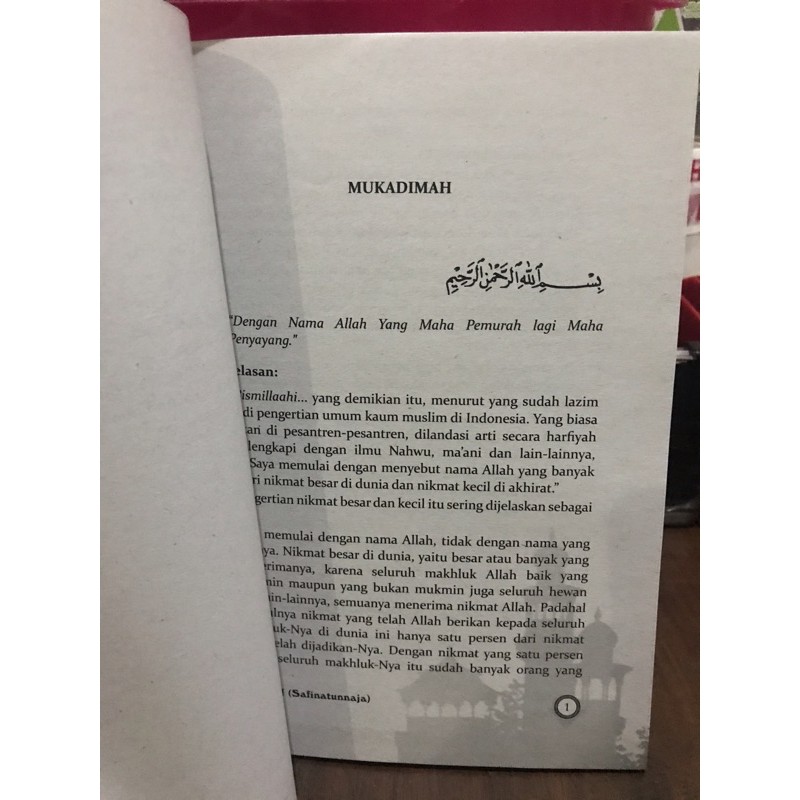 MUKADIMAH
بِسْمِ اللهِ الرَّحْمٰنِ الرَّحِيْمِ
"Dengan Nama Allah Yang Maha Pemurah lagi Maha
Penyayang."
elasan:
ismillaahi... yang demikian itu, menurut yang sudah lazim
di pengertian umum kaum muslim di Indonesia. Yang biasa
di pesantren-pesantren, dilandasi arti secara harfiyah
lengkapi dengan ilmu Nahwu, ma'ani dan lain-lainnya,
Saya memulai dengan menyebut nama Allah yang banyak
ri nikmat besar di dunia dan nikmat kecil di akhirat."
gertian nikmat besar dan kecil itu sering dijelaskan sebagai
memulai dengan nama Allah, tidak dengan nama yang
ya. Nikmat besar di dunia, yaitu besar atau banyak yang
erimanya, karena seluruh makhluk Allah baik yang
min maupun yang bukan mukmin juga seluruh hewan
in-lainnya, semuanya menerima nikmat Allah. Padahal
alnya nikmat yang telah Allah berikan kepada seluruh
uk-Nya di dunia ini hanya satu persen dari nikmat
elah dijadikan-Nya. Dengan nikmat yang satu persen
seluruh makhluk-Nya itu sudah banyak orang yang
(Safinatunnaja)
1